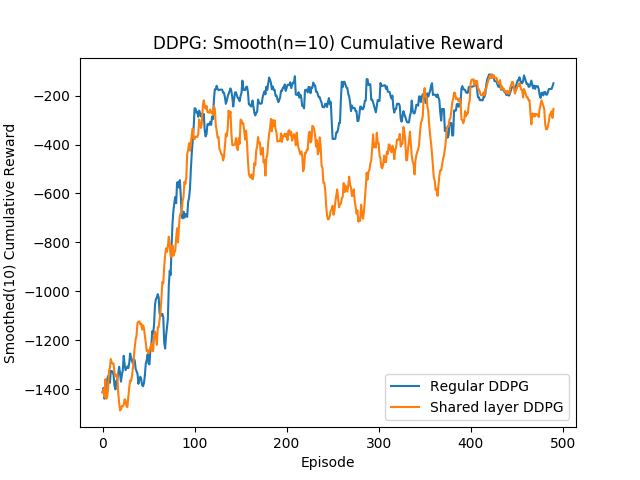 DDPG: Smooth(n=10) Cumulative Reward
Smoothed(10) Cumulative Reward
−200
−400
−600
−800
−1000
−1200
−1400
0 100 200 300 400 500
Episode
Regular DDPG
Shared layer DDPG